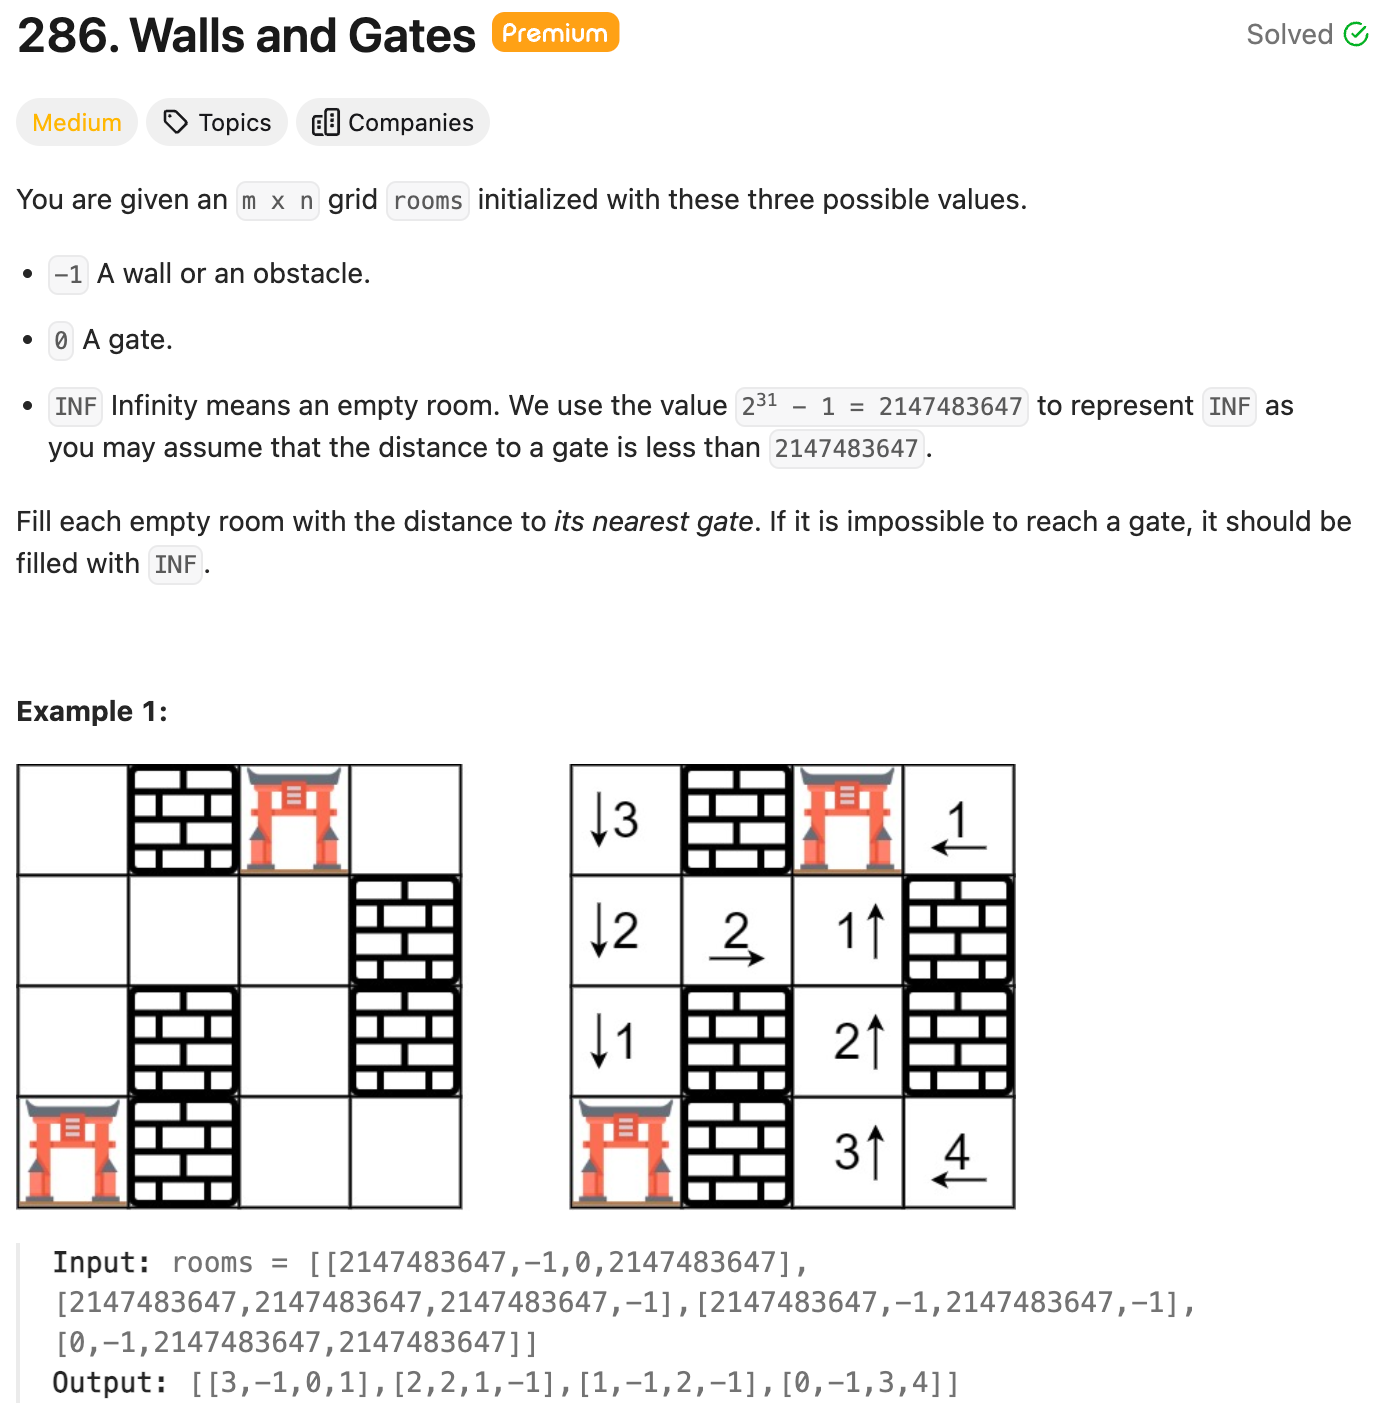 286. Walls and Gates Premium Solved
Medium Topics Companies
You are given an m x n grid rooms initialized with these three possible values.
• -1 A wall or an obstacle.
• 0 A gate.
• INF Infinity means an empty room. We use the value 2³¹ - 1 = 2147483647 to represent INF as
you may assume that the distance to a gate is less than 2147483647.
Fill each empty room with the distance to its nearest gate. If it is impossible to reach a gate, it should be
filled with INF.
Example 1:
↓3 1←
↓2 2→ 1↑
↓1 2↑
3↑ 4←
Input: rooms = [[2147483647,-1,0,2147483647],
[2147483647,2147483647,2147483647,-1],[2147483647,-1,2147483647,-1],
[0,-1,2147483647,2147483647]]
Output: [[3,-1,0,1],[2,2,1,-1],[1,-1,2,-1],[0,-1,3,4]]